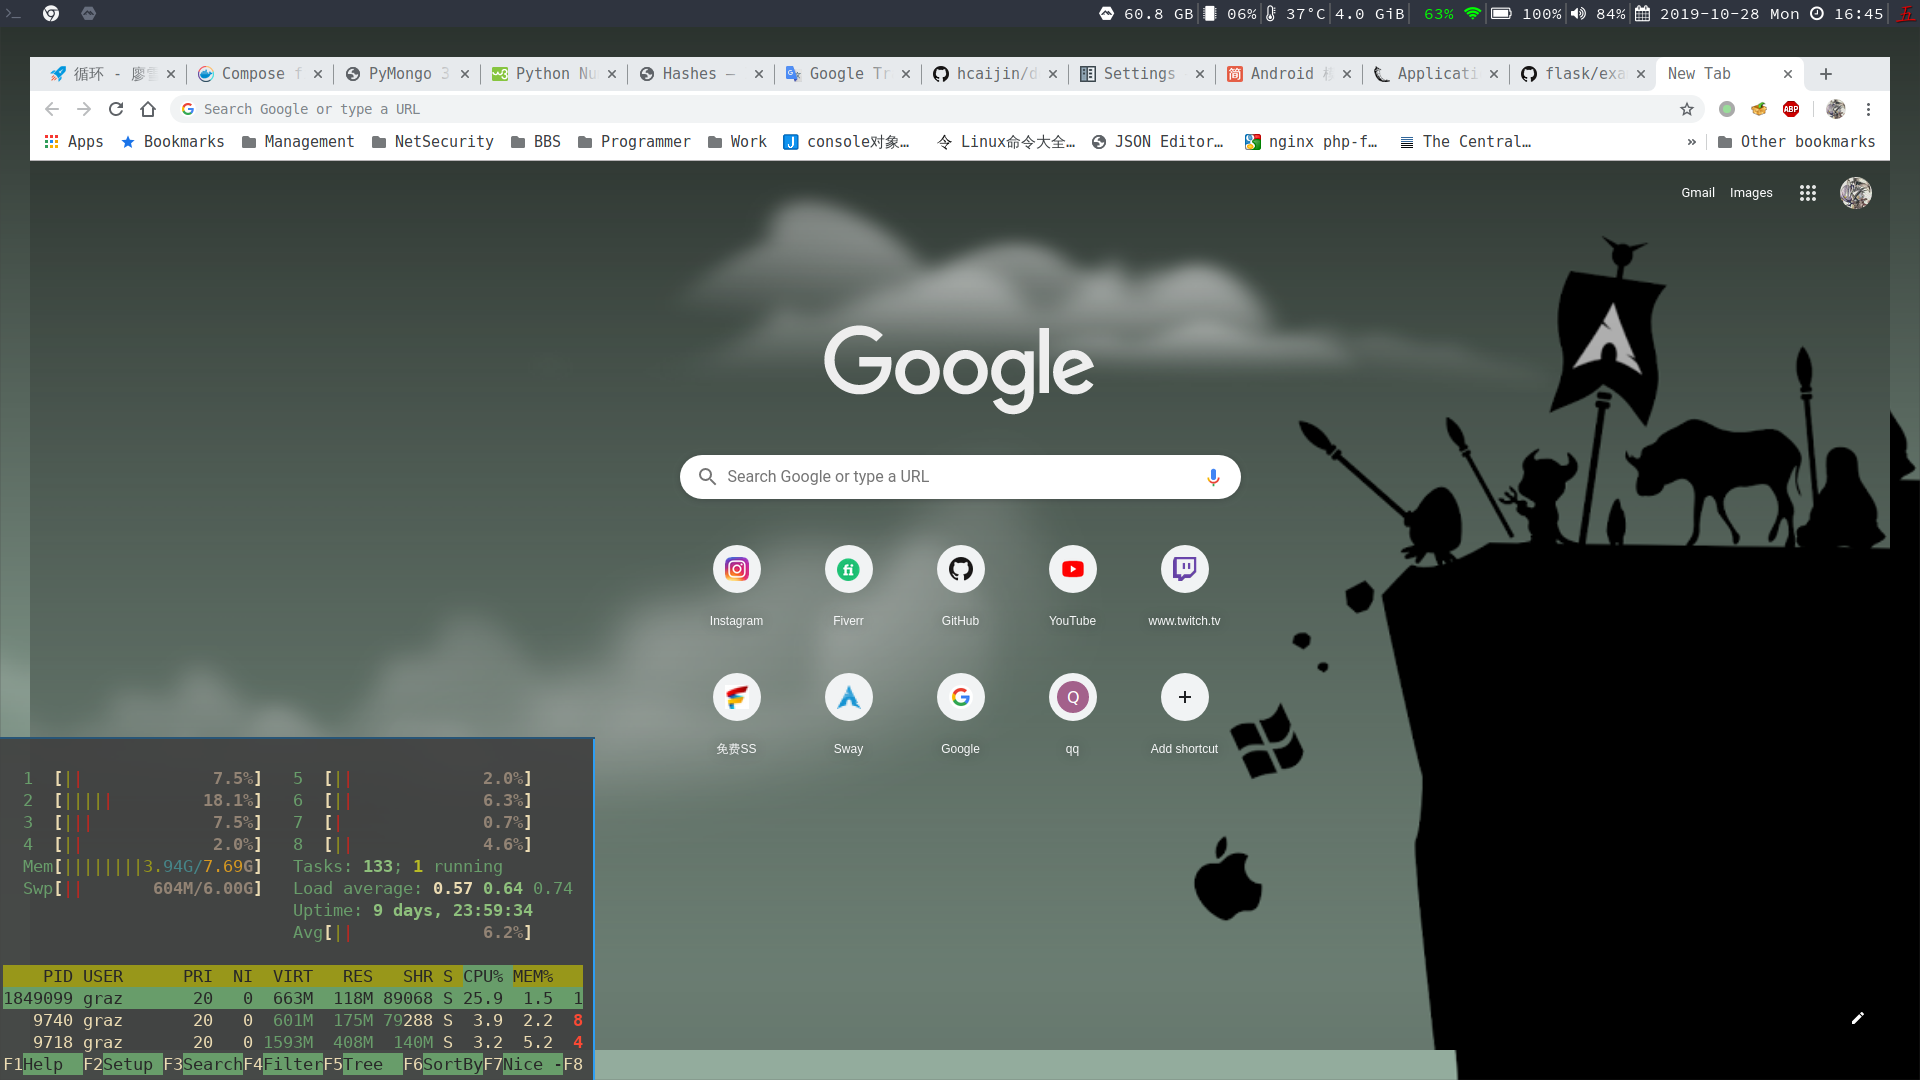 60.8 GB 06% 37°C 4.0 GiB 63% 100% 84% 2019-10-28 Mon 16:45 五
循环 - 廖 Compose f PyMongo 3 Python Nu Hashes — Google Tr hcaijin/d Settings Android Applicati flask/exa New Tab
Search Google or type a URL
ABP
Apps Bookmarks Management NetSecurity BBS Programmer Work console对象… Linux命令大全… JSON Editor… nginx php-f… The Central… » Other bookmarks
Gmail Images
Google
Search Google or type a URL
Instagram Fiverr GitHub YouTube www.twitch.tv
免费SS Sway Google qq Add shortcut
1 [|| 7.5%] 5 [|| 2.0%]
2 [||||| 18.1%] 6 [|| 6.3%]
3 [||| 7.5%] 7 [| 0.7%]
4 [|| 2.0%] 8 [|| 4.6%]
Mem[||||||||3.94G/7.69G] Tasks: 133; 1 running
Swp[|| 604M/6.00G] Load average: 0.57 0.64 0.74
Uptime: 9 days, 23:59:34
Avg[|| 6.2%]
PID USER PRI NI VIRT RES SHR S CPU% MEM%
1849099 graz 20 0 663M 118M 89068 S 25.9 1.5 1
9740 graz 20 0 601M 175M 79288 S 3.9 2.2 8
9718 graz 20 0 1593M 408M 140M S 3.2 5.2 4
F1Help F2Setup F3SearchF4FilterF5Tree F6SortByF7Nice -F8